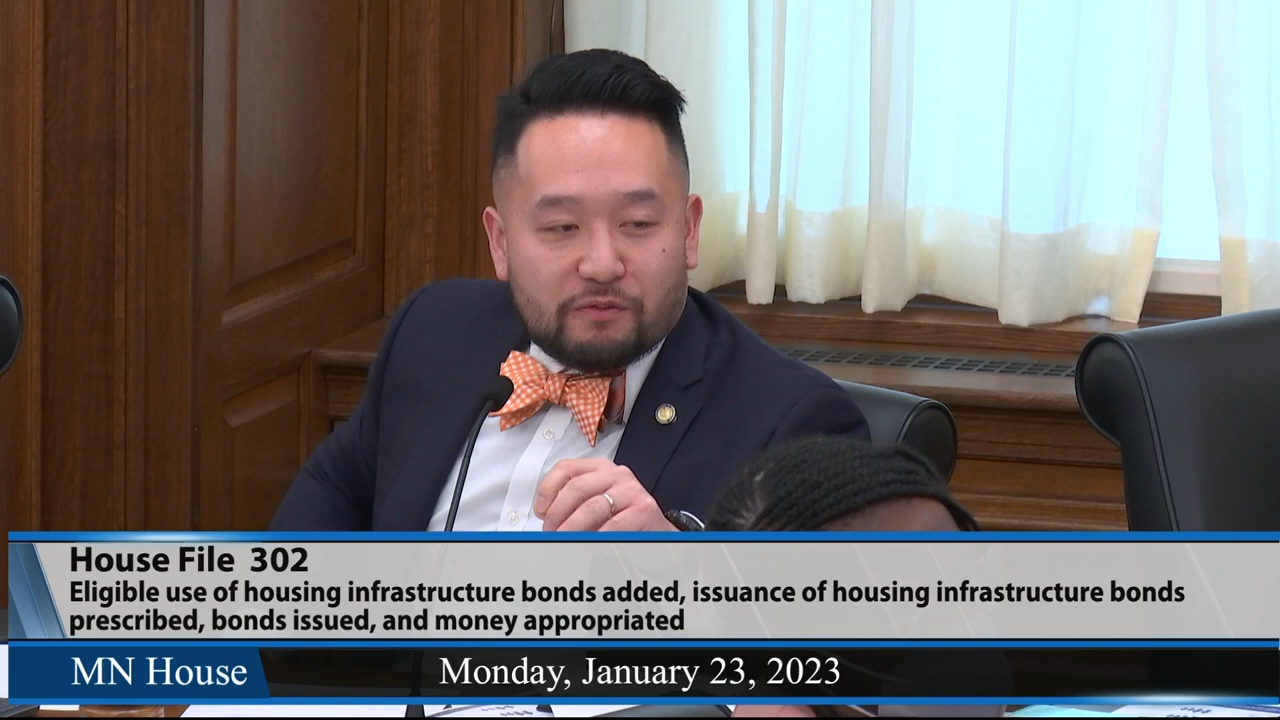 House File 302
Eligible use of housing infrastructure bonds added, issuance of housing infrastructure bonds
prescribed, bonds issued, and money appropriated
MN House
Monday, January 23, 2023